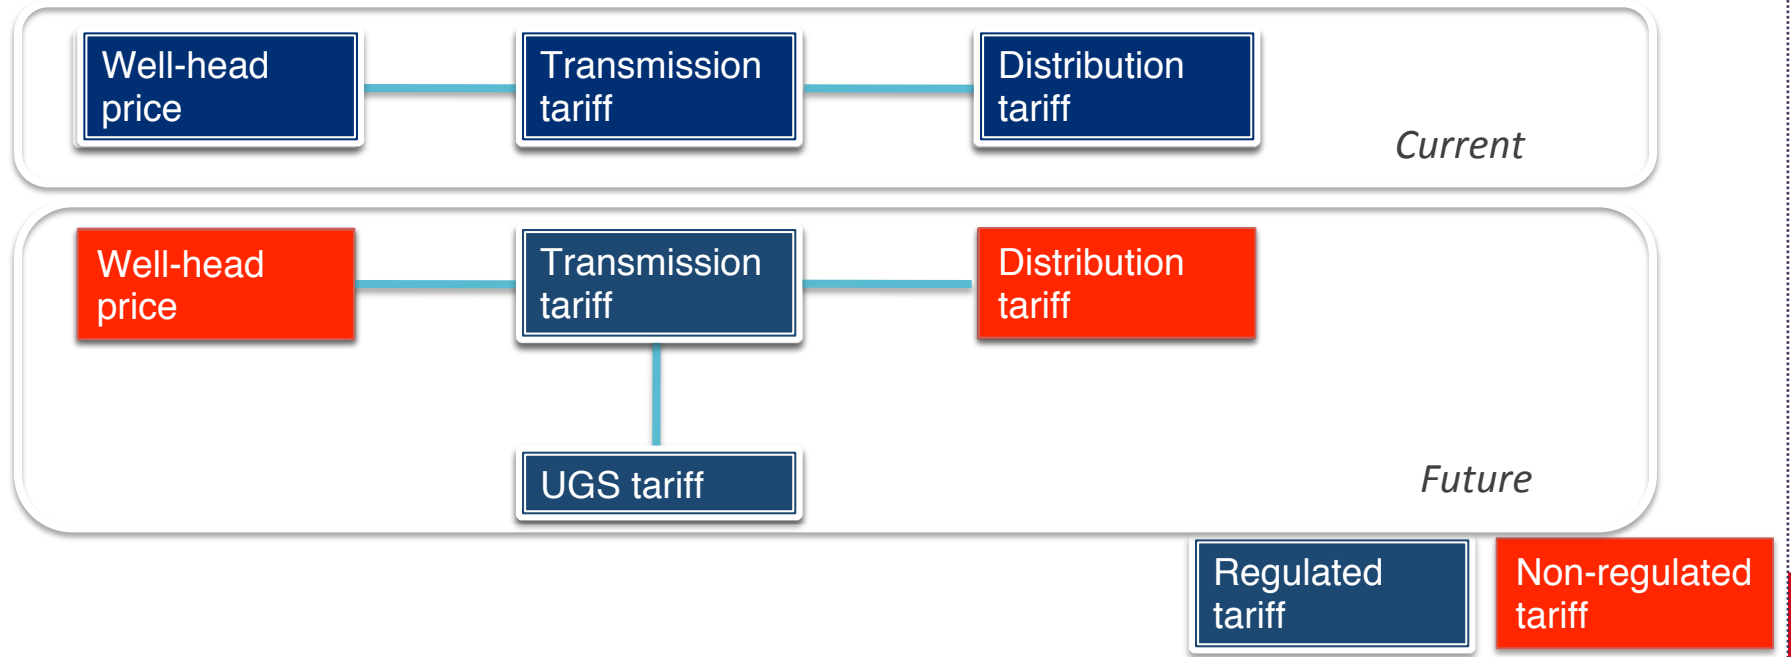 Well-head
price
Transmission
tariff
Distribution
tariff
Current
Well-head
price
Transmission
tariff
Distribution
tariff
UGS tariff
Future
Regulated
tariff
Non-regulated
tariff